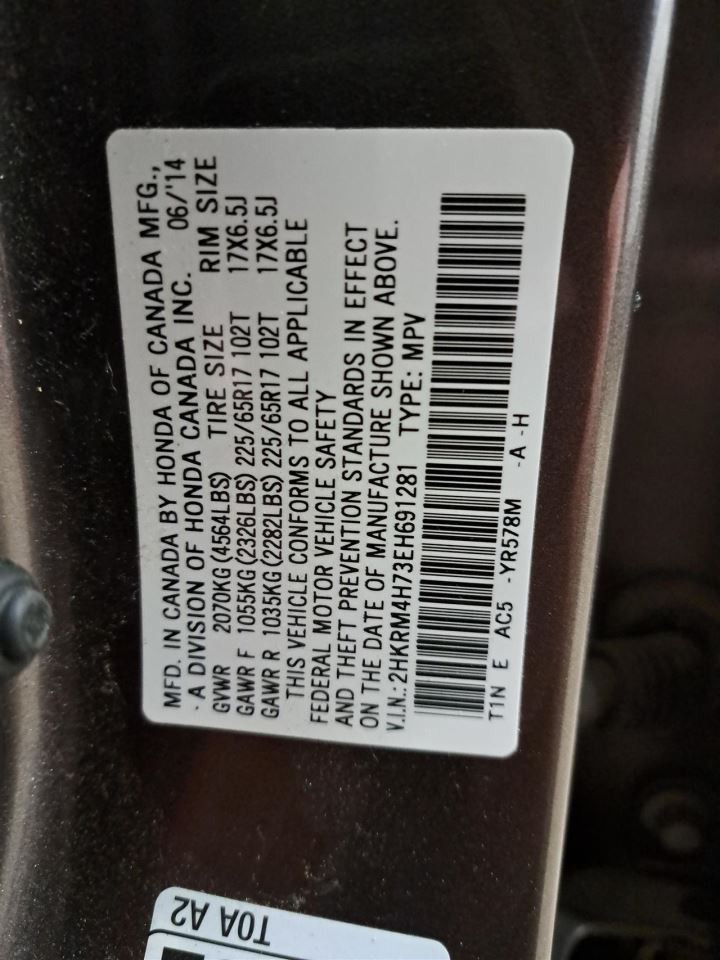 MFD. IN CANADA BY HONDA OF CANADA MFG.,
- A DIVISION OF HONDA CANADA INC. 06/'14
GVWR 2070KG (4564LBS) TIRE SIZE RIM SIZE
GAWR F 1055KG (2326LBS) 225/65R17 102T 17X6.5J
GAWR R 1035KG (2282LBS) 225/65R17 102T 17X6.5J
THIS VEHICLE CONFORMS TO ALL APPLICABLE
FEDERAL MOTOR VEHICLE SAFETY
AND THEFT PREVENTION STANDARDS IN EFFECT
ON THE DATE OF MANUFACTURE SHOWN ABOVE.
V.I.N.: 2HKRM4H73EH691281 TYPE: MPV
T1N E AC5 -YR578M -A -H
T0A A2